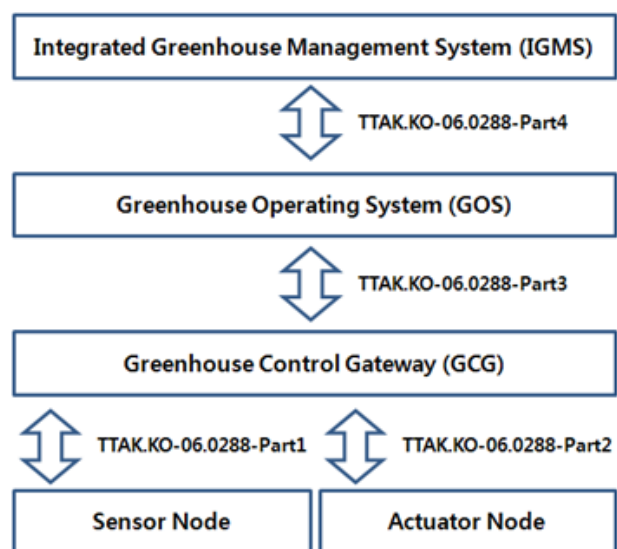 Integrated Greenhouse Management System (IGMS)
TTAK.KO-06.0288-Part4
Greenhouse Operating System (GOS)
TTAK.KO-06.0288-Part3
Greenhouse Control Gateway (GCG)
TTAK.KO-06.0288-Part1
TTAK.KO-06.0288-Part2
Sensor Node
Actuator Node